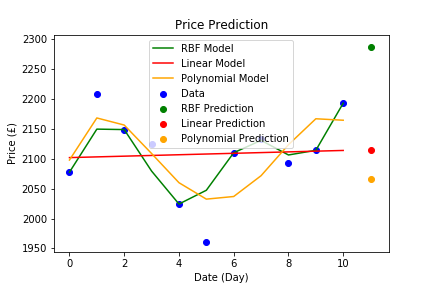 Price Prediction
Price (£)
2300
2250
2200
2150
2100
2050
2000
1950
RBF Model
Linear Model
Polynomial Model
Data
RBF Prediction
Linear Prediction
Polynomial Prediction
0
2
4
6
8
10
Date (Day)